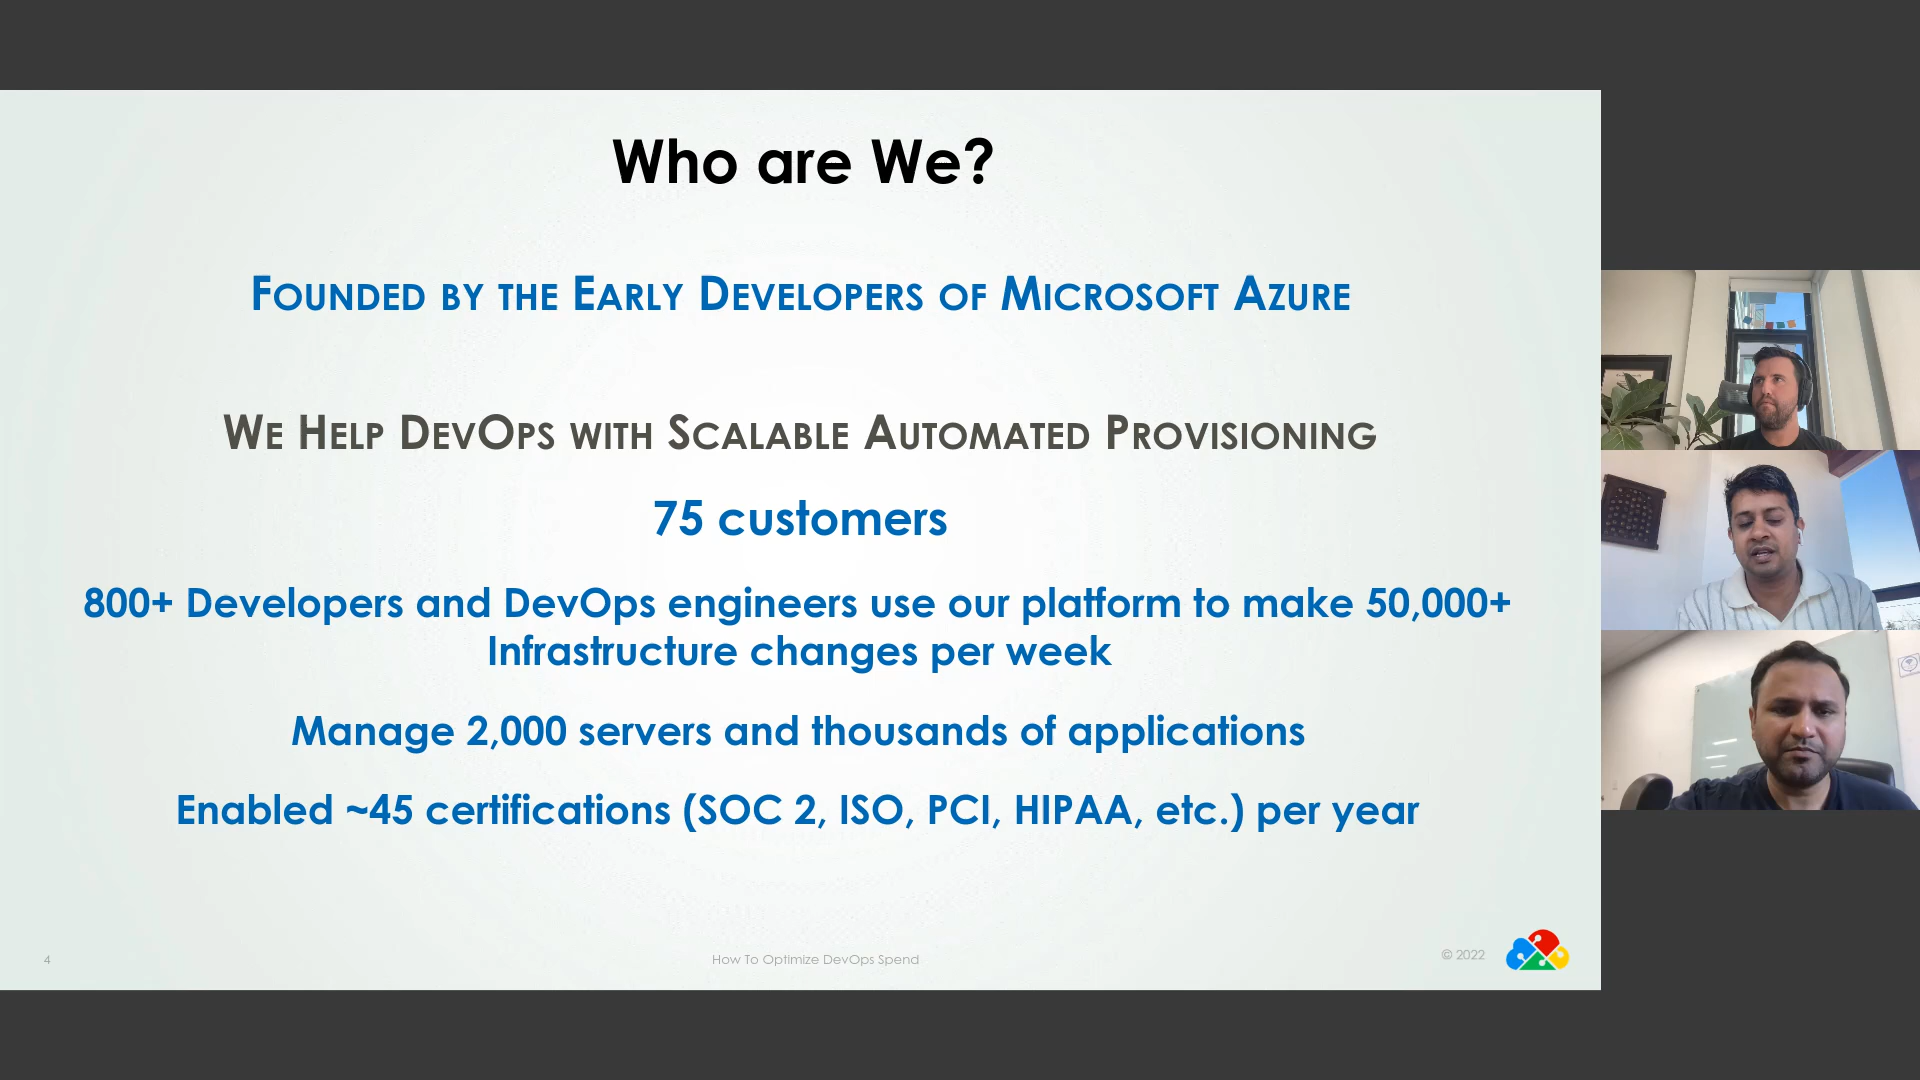 Who are We?
Founded by the Early Developers of Microsoft Azure
We Help DevOps with Scalable Automated Provisioning
75 customers
800+ Developers and DevOps engineers use our platform to make 50,000+
Infrastructure changes per week
Manage 2,000 servers and thousands of applications
Enabled ~45 certifications (SOC 2, ISO, PCI, HIPAA, etc.) per year
4
How To Optimize DevOps Spend
© 2022